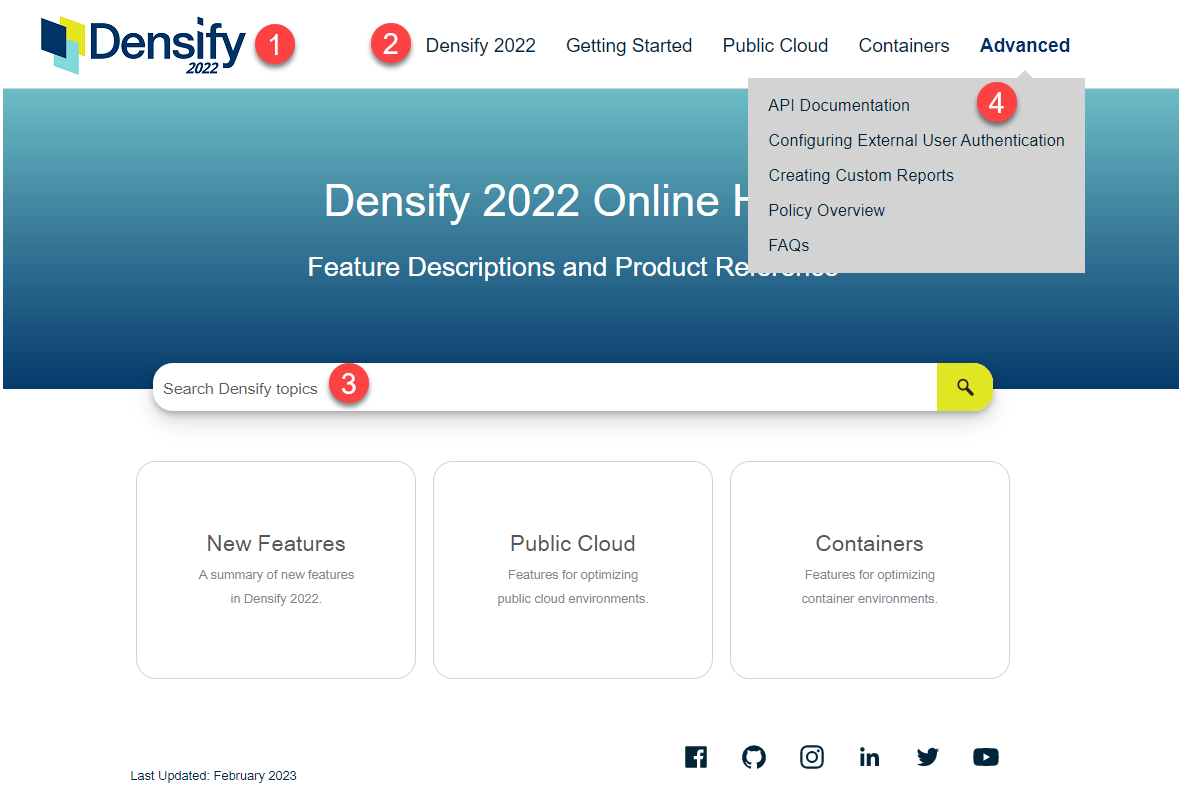 Densify
2022
1
2
Densify 2022
Getting Started
Public Cloud
Containers
Advanced
API Documentation
4
Configuring External User Authentication
Creating Custom Reports
Policy Overview
FAQs
Densify 2022 Online
Feature Descriptions and Product Reference
Search Densify topics
3
New Features
A summary of new features
in Densify 2022.
Public Cloud
Features for optimizing
public cloud environments.
Containers
Features for optimizing
container environments.
Last Updated: February 2023